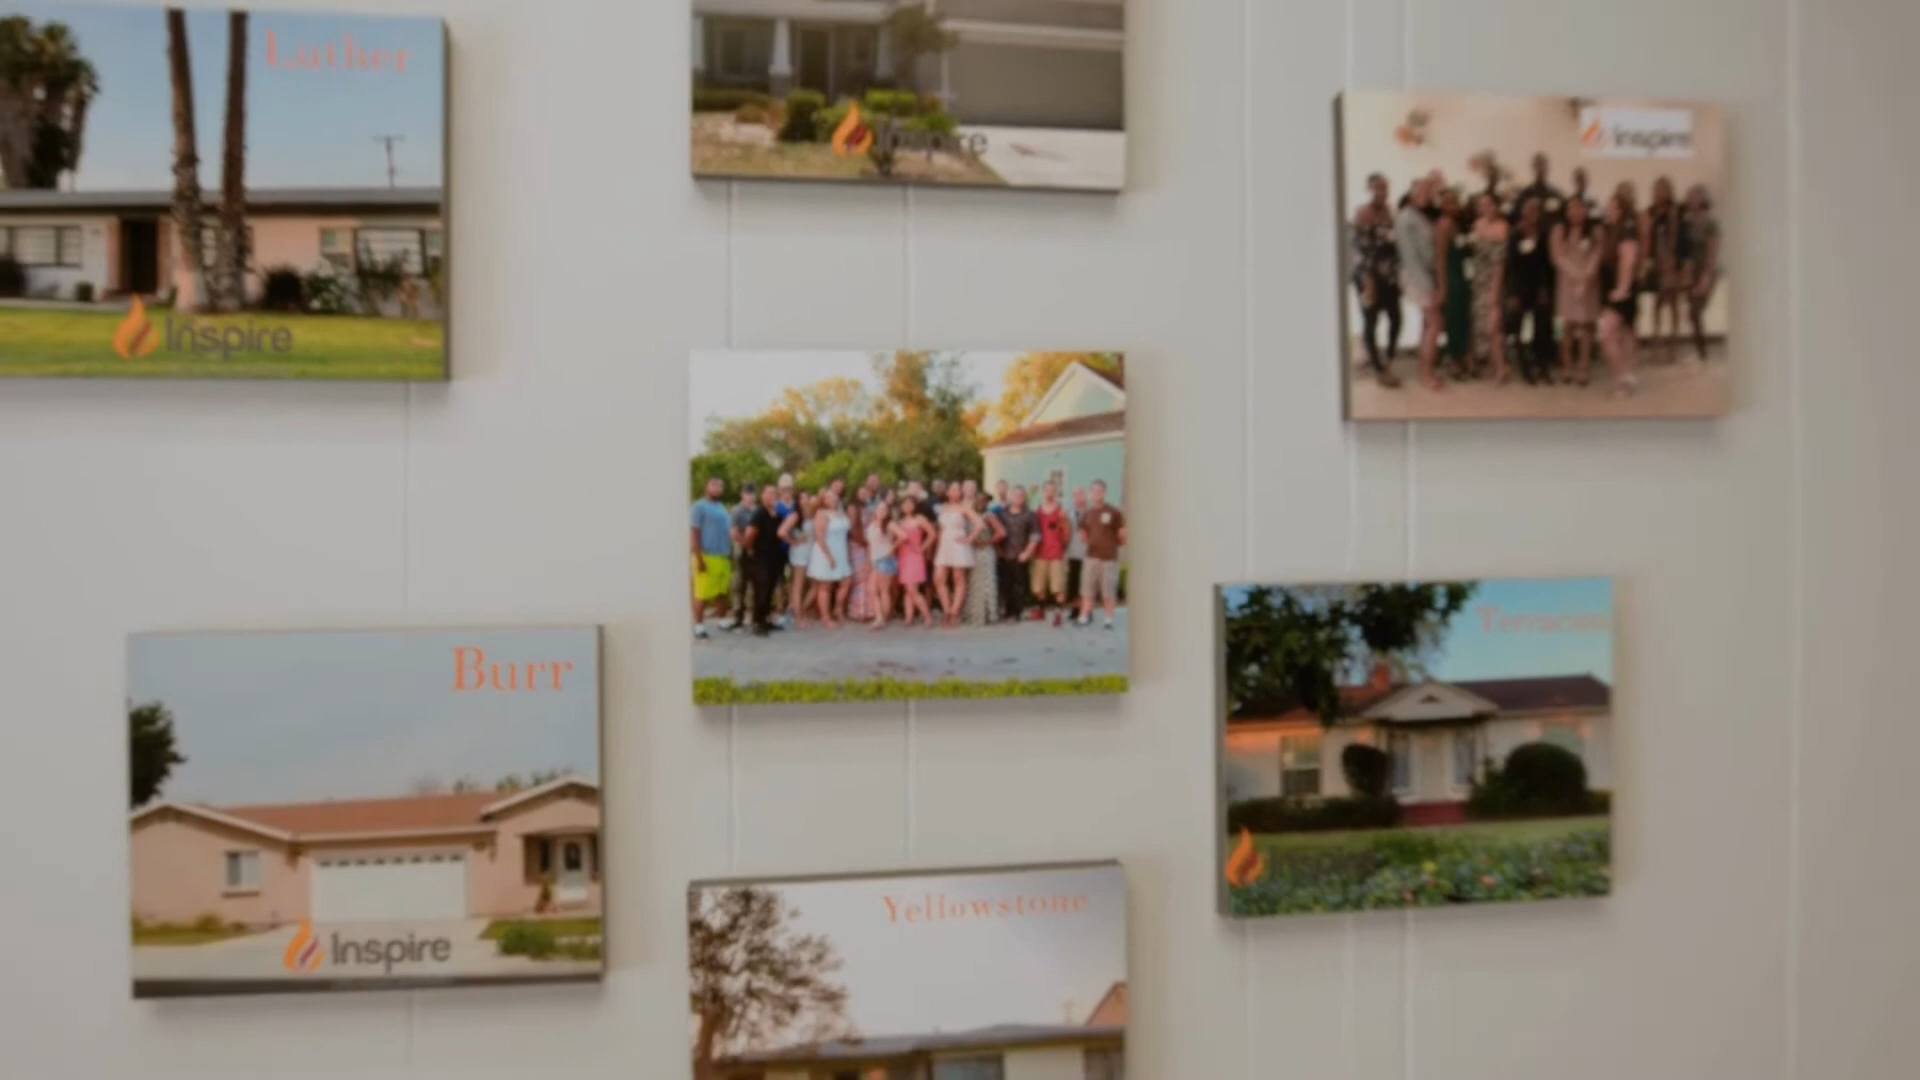 Luther
Inspire
Inspire
Inspire
Burr
Inspire
Yellowstone